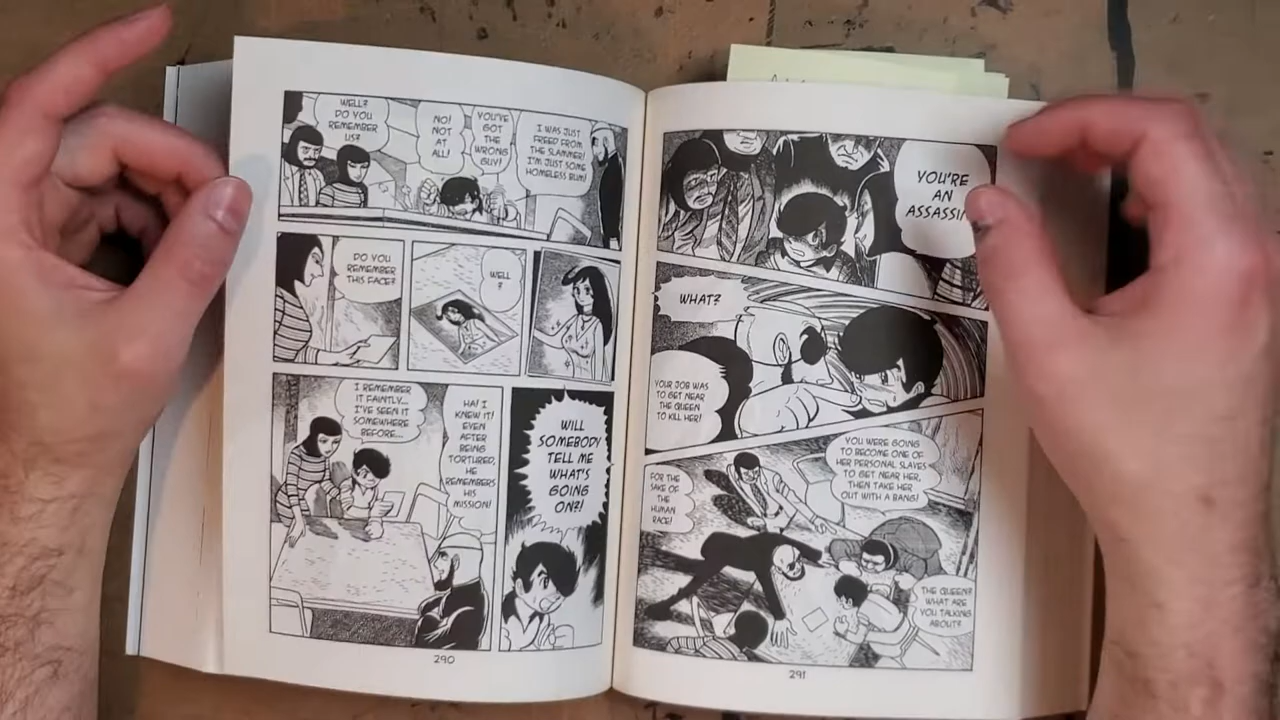 WELL?
DO YOU
REMEMBER
US?
NO!
NOT
AT
ALL!
YOU'VE
GOT
THE
WRONG
GUY!
I WAS JUST
FREED FROM
THE SLAMMER!
I'M JUST SOME
HOMELESS BUM!
DO YOU
REMEMBER
THIS FACE?
WELL
?
I REMEMBER
IT FAINTLY...
I'VE SEEN IT
SOMEWHERE
BEFORE...
HA! I
KNEW IT!
EVEN
AFTER
BEING
TORTURED,
HE
REMEMBERS
HIS
MISSION!
WILL
SOMEBODY
TELL ME
WHAT'S
GOING
ON?!
290
YOU'RE
AN
ASSASSIN
WHAT?
YOUR JOB WAS
TO GET NEAR
THE QUEEN
TO KILL HER!
YOU WERE GOING
TO BECOME ONE OF
HER PERSONAL SLAVES
TO GET NEAR HER,
THEN TAKE HER
OUT WITH A BANG!
FOR THE
SAKE OF
THE
HUMAN
RACE!
THE QUEEN?
WHAT ARE
YOU TALKING
ABOUT?
291